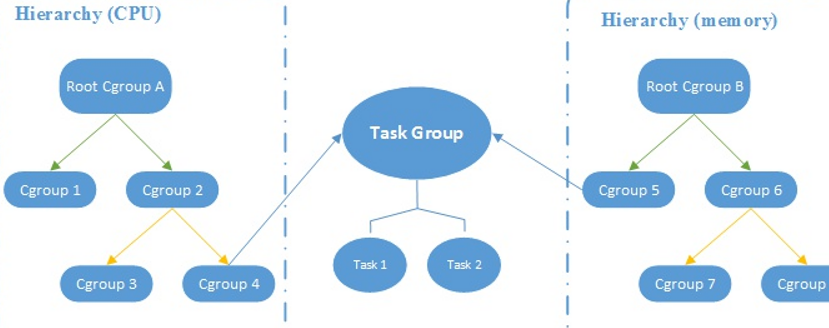 Hierarchy (CPU)
Hierarchy (memory)
Root Cgroup A
Root Cgroup B
Task Group
Cgroup 1
Cgroup 2
Cgroup 5
Cgroup 6
Task 1
Task 2
Cgroup 3
Cgroup 4
Cgroup 7
Cgroup